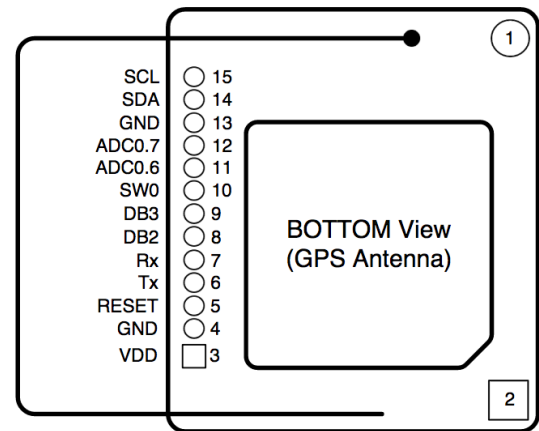 1
SCL 15
SDA 14
GND 13
ADC0.7 12
ADC0.6 11
SW0 10
DB3 9
DB2 8
Rx 7
Tx 6
RESET 5
GND 4
VDD 3
BOTTOM View
(GPS Antenna)
2